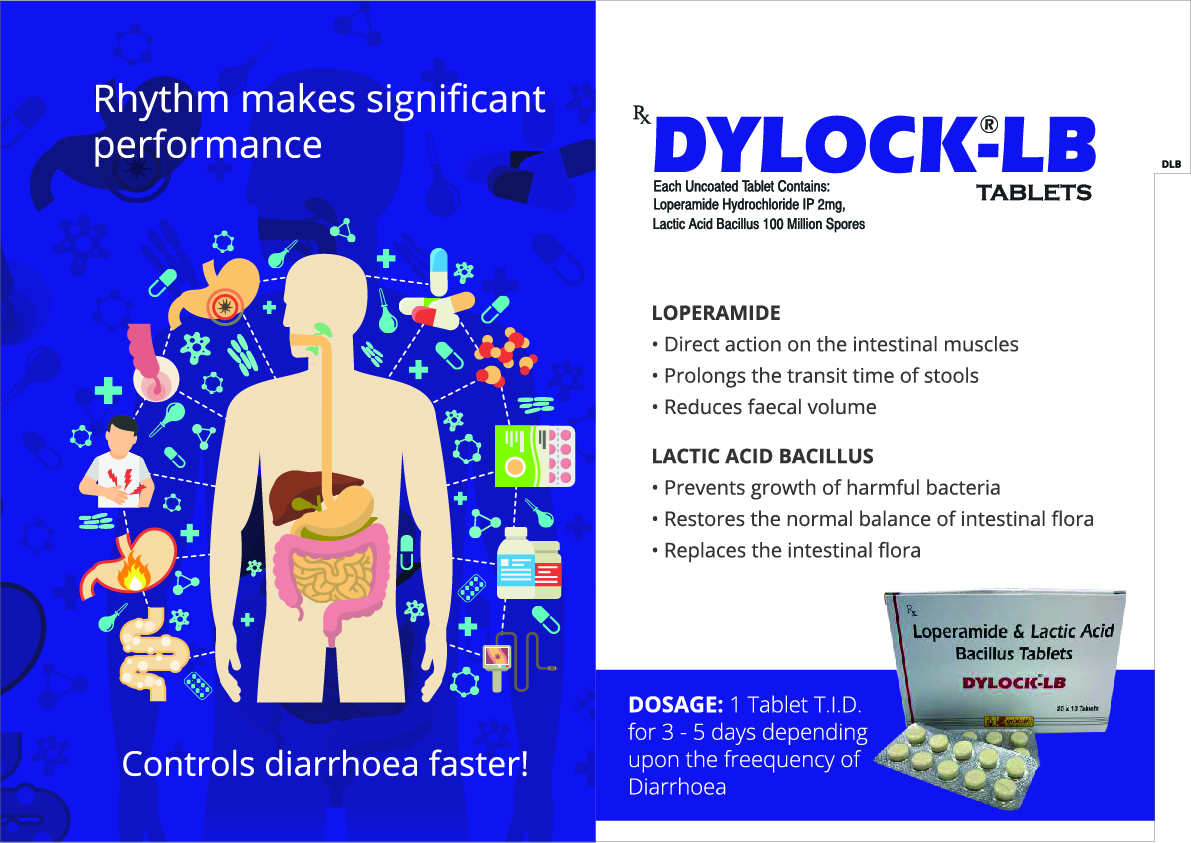 Rhythm makes significant
performance
Controls diarrhoea faster!
Rx
DYLOCK®-LB
TABLETS
DLB
Each Uncoated Tablet Contains:
Loperamide Hydrochloride IP 2mg,
Lactic Acid Bacillus 100 Million Spores
LOPERAMIDE
• Direct action on the intestinal muscles
• Prolongs the transit time of stools
• Reduces faecal volume
LACTIC ACID BACILLUS
• Prevents growth of harmful bacteria
• Restores the normal balance of intestinal flora
• Replaces the intestinal flora
DOSAGE: 1 Tablet T.I.D.
for 3 - 5 days depending
upon the freequency of
Diarrhoea
Rx
Loperamide & Lactic Acid
Bacillus Tablets
DYLOCK®-LB
Tablets